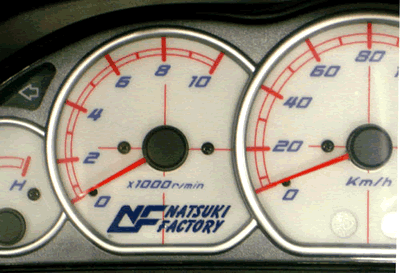 6 8 10
4
2
0
x1000r/min
NF NATSUKI
FACTORY
H
80
60
40
20
0
Km/h